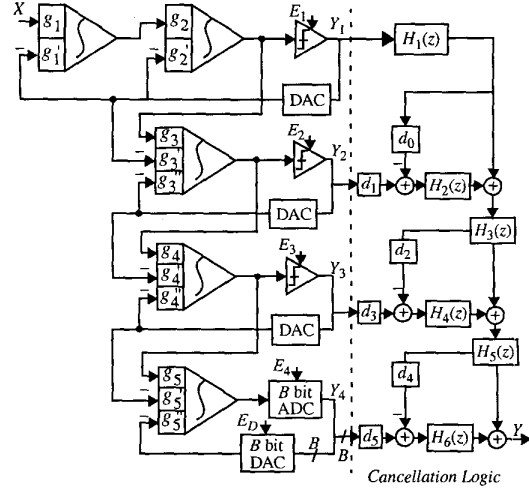 X
g1
g1'
g2
g2'
E1
Y1
H1(z)
DAC
d0
g3
g3'
g3"
E2
Y2
d1
H2(z)
DAC
H3(z)
g4
g4'
g4"
E3
Y3
d2
d3
H4(z)
DAC
H5(z)
g5
g5'
g5"
E4
B bit
ADC
Y4
d4
ED
B bit
DAC
B
B
d5
H6(z)
Y
Cancellation Logic